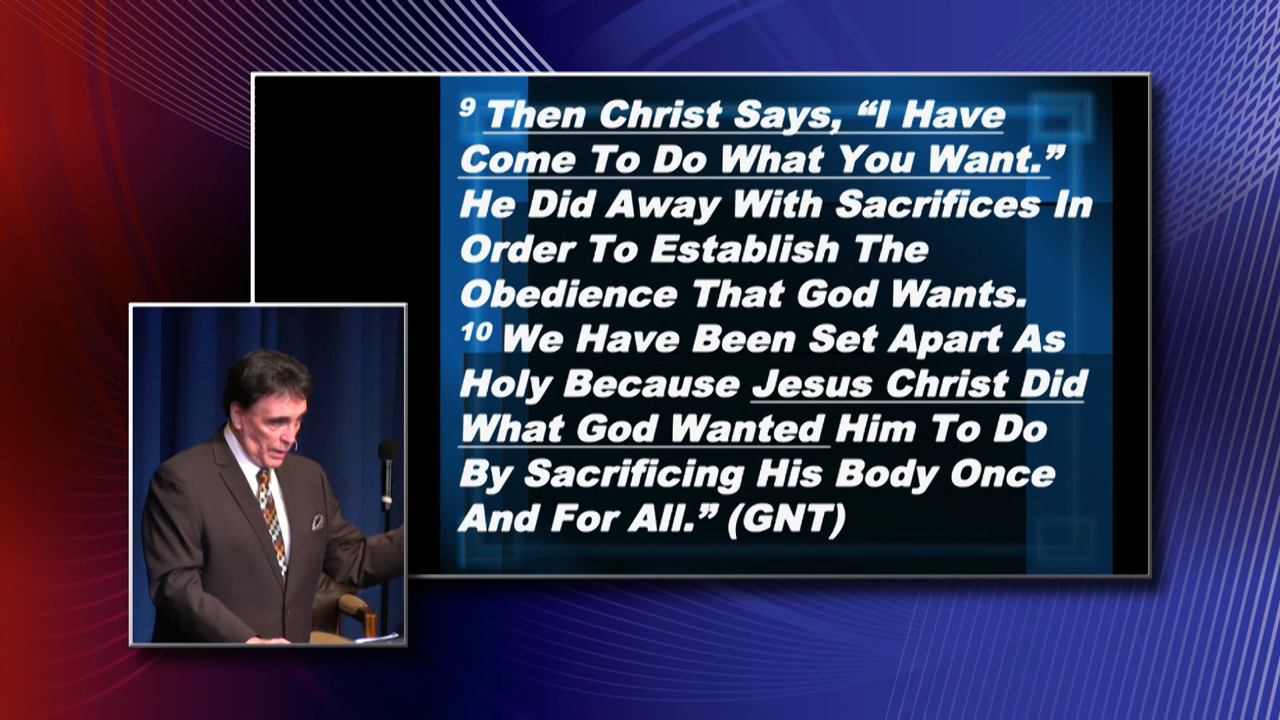 9 Then Christ Says, “I Have
Come To Do What You Want.”
He Did Away With Sacrifices In
Order To Establish The
Obedience That God Wants.
10 We Have Been Set Apart As
Holy Because Jesus Christ Did
What God Wanted Him To Do
By Sacrificing His Body Once
And For All.” (GNT)